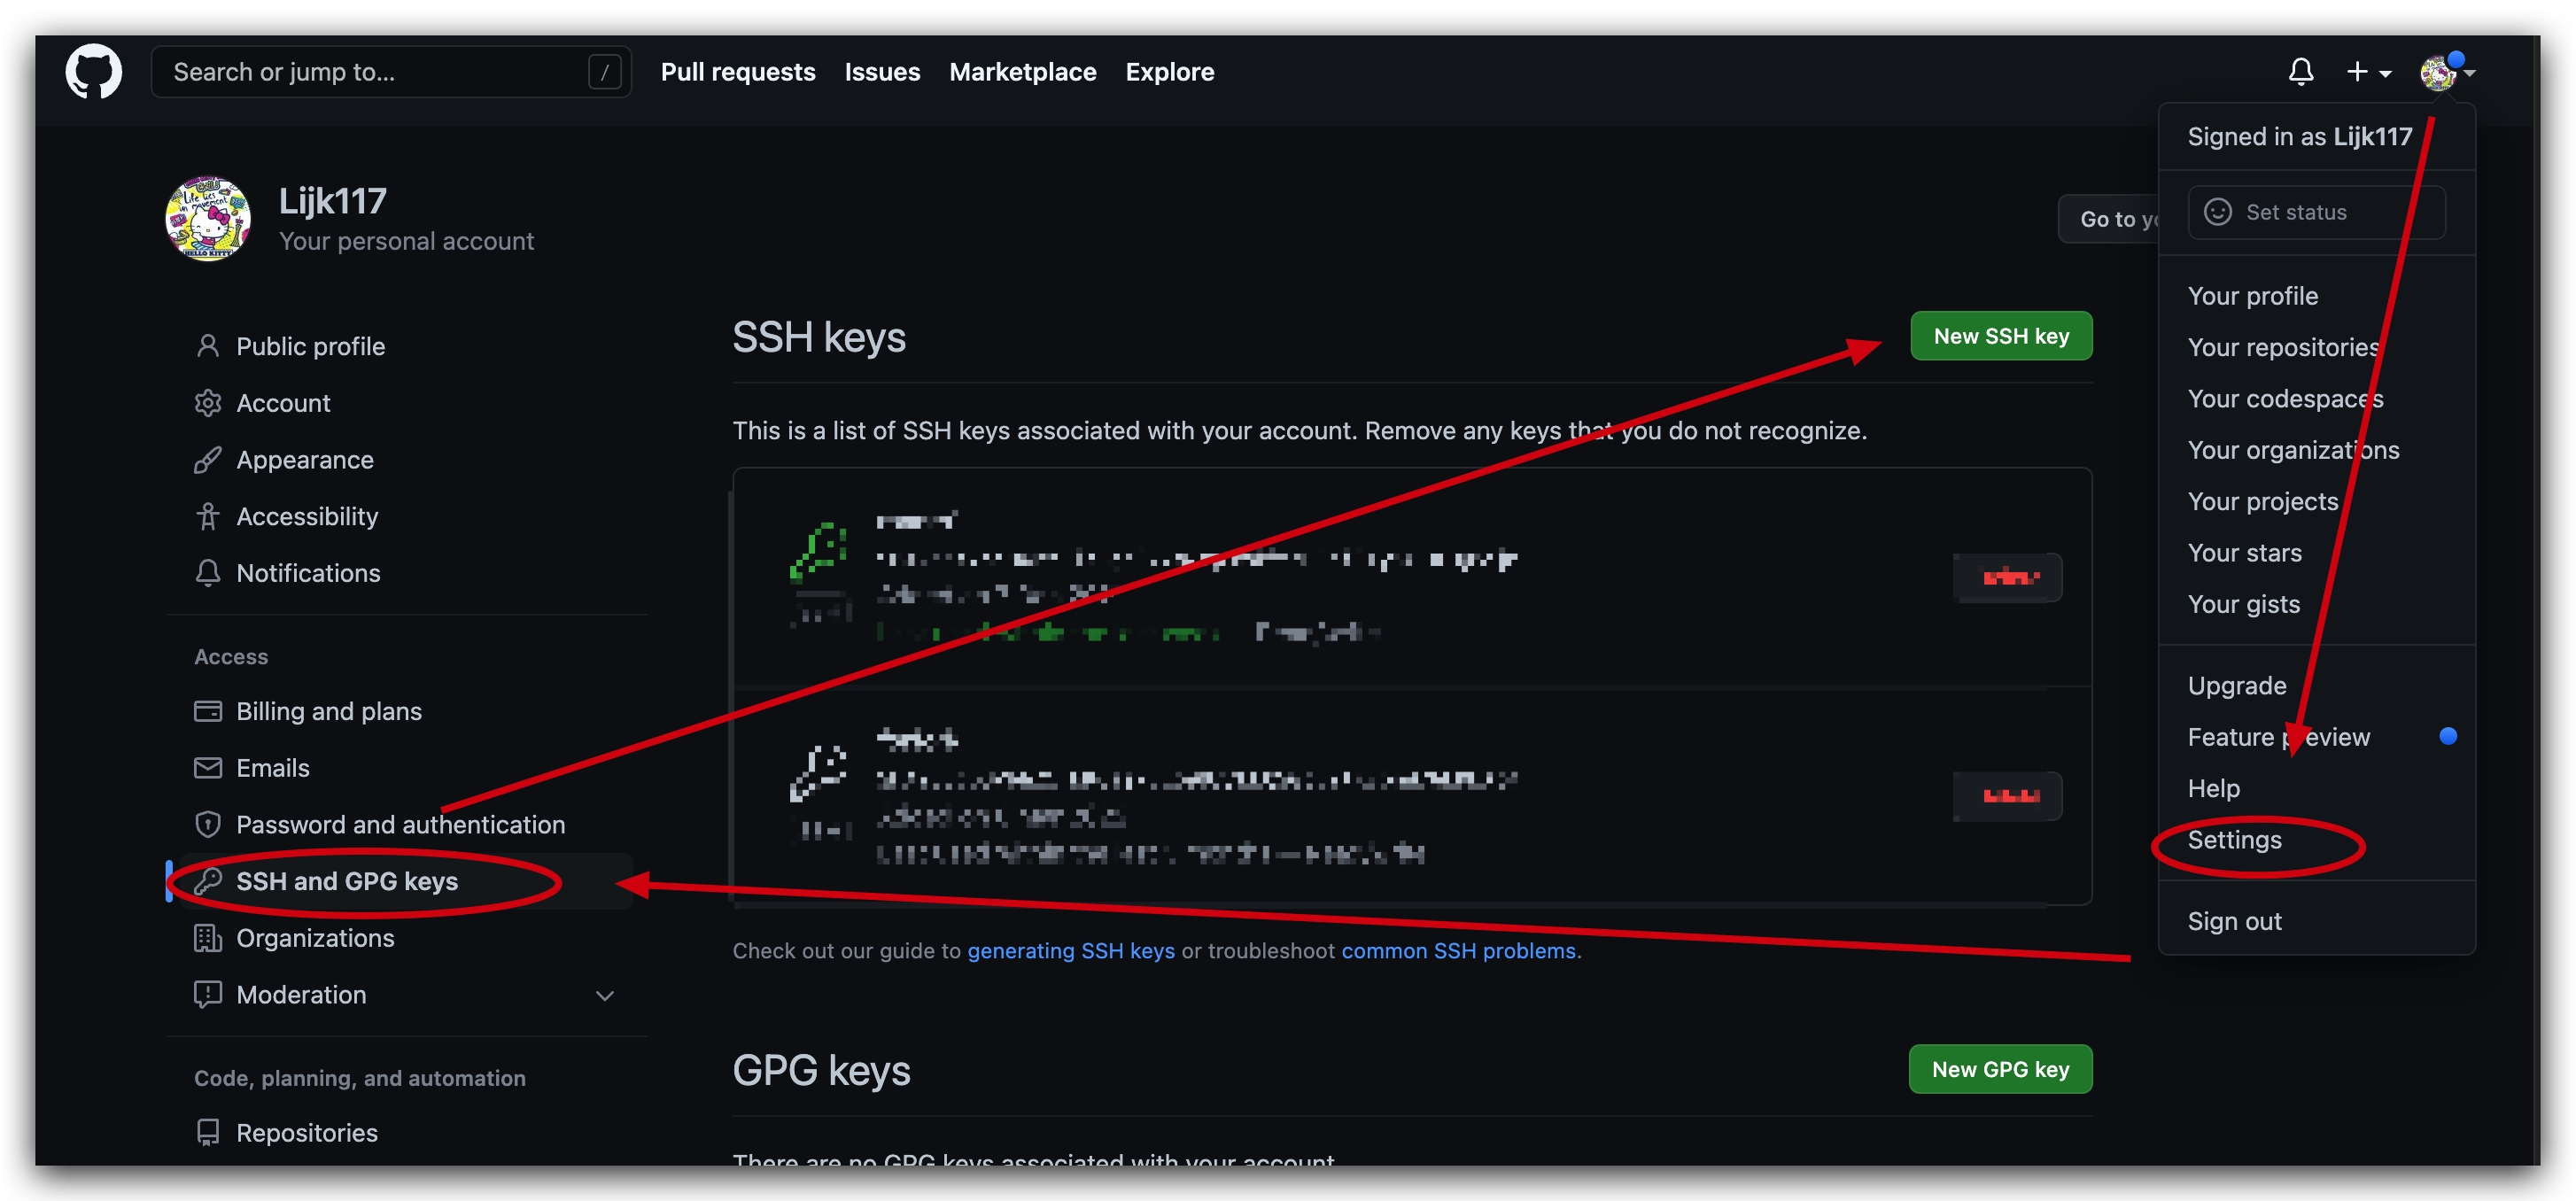 Search or jump to...
/
Pull requests
Issues
Marketplace
Explore
Signed in as Lijk117
Set status
Your profile
Your repositories
Your codespaces
Your organizations
Your projects
Your stars
Your gists
Upgrade
Feature preview
Help
Settings
Sign out
Lijk117
Your personal account
Go to
Public profile
Account
Appearance
Accessibility
Notifications
Access
Billing and plans
Emails
Password and authentication
SSH and GPG keys
Organizations
Moderation
Code, planning, and automation
Repositories
SSH keys
New SSH key
This is a list of SSH keys associated with your account. Remove any keys that you do not recognize.
Check out our guide to generating SSH keys or troubleshoot common SSH problems.
GPG keys
New GPG key
There are no GPG keys associated with your account